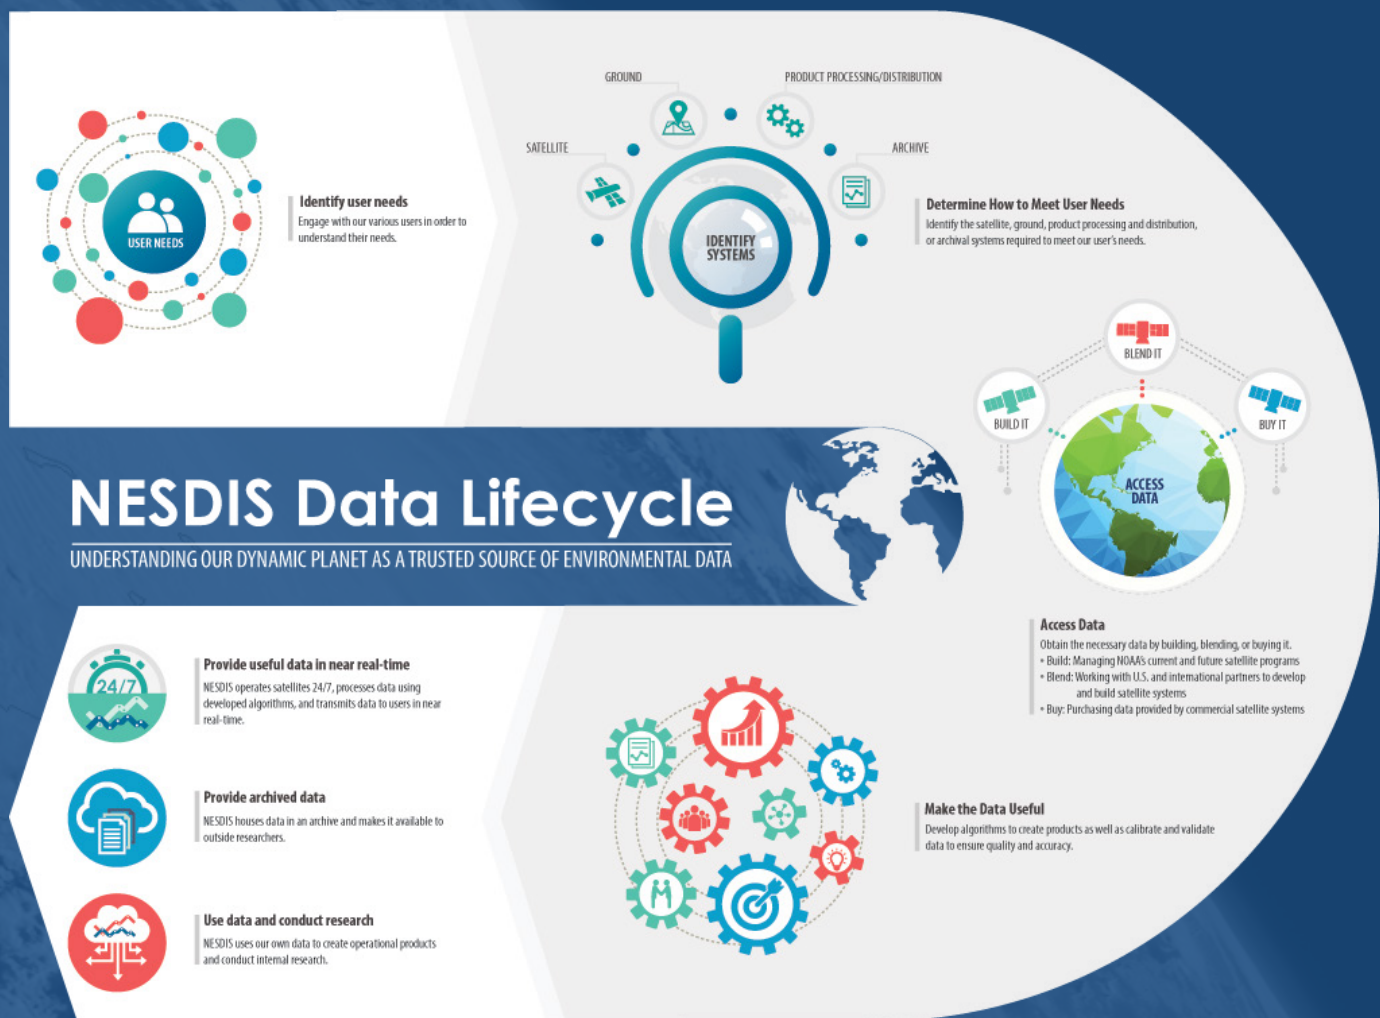 USER NEEDS
Identify user needs
Engage with our various users in order to
understand their needs.
GROUND
PRODUCT PROCESSING/DISTRIBUTION
SATELLITE
ARCHIVE
IDENTIFY
SYSTEMS
Determine How to Meet User Needs
Identify the satellite, ground, product processing and distribution,
or archival systems required to meet our user's needs.
BLEND IT
BUILD IT
BUY IT
ACCESS
DATA
NESDIS Data Lifecycle
UNDERSTANDING OUR DYNAMIC PLANET AS A TRUSTED SOURCE OF ENVIRONMENTAL DATA
Access Data
Obtain the necessary data by building, blending, or buying it.
• Build: Managing NOAA's current and future satellite programs
• Blend: Working with U.S. and international partners to develop
and build satellite systems
• Buy: Purchasing data provided by commercial satellite systems
Make the Data Useful
Develop algorithms to create products as well as calibrate and validate
data to ensure quality and accuracy.
24/7
Provide useful data in near real-time
NESDIS operates satellites 24/7, processes data using
developed algorithms, and transmits data to users in near
real-time.
Provide archived data
NESDIS houses data in an archive and makes it available to
outside researchers.
Use data and conduct research
NESDIS uses our own data to create operational products
and conduct internal research.